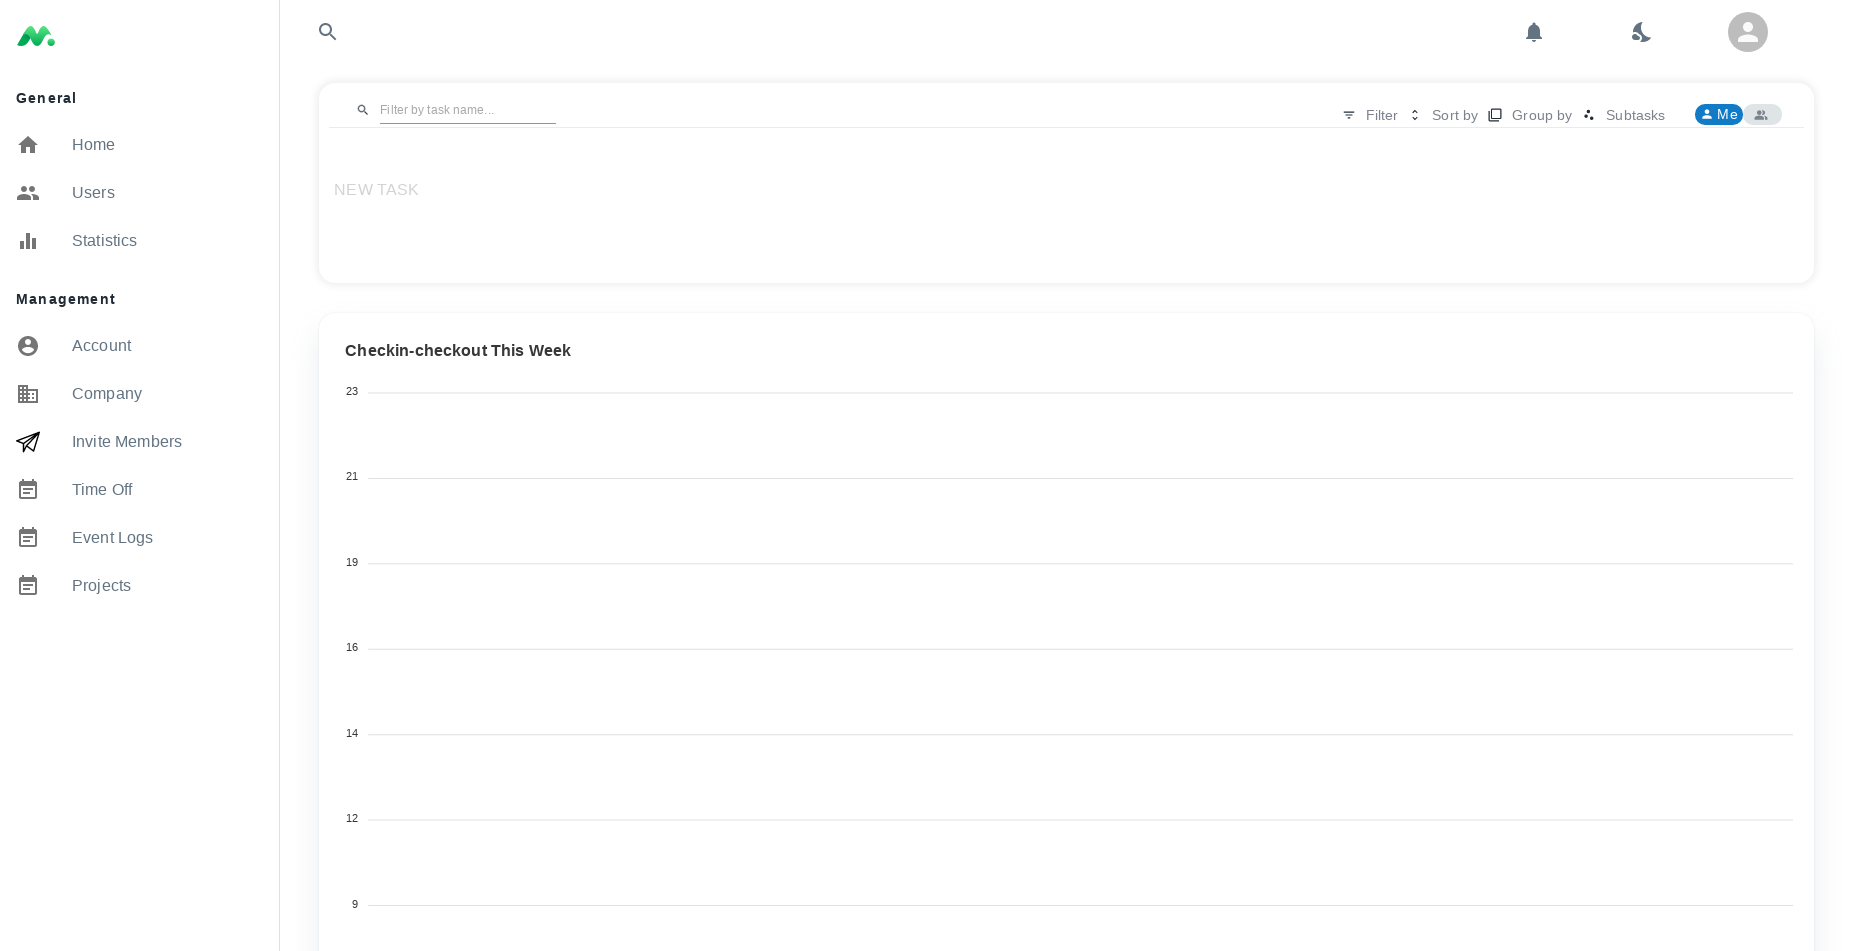 General
Home
Users
Statistics
Management
Account
Company
Invite Members
Time Off
Event Logs
Projects
Filter by task name...
Filter
Sort by
Group by
Subtasks
Me
NEW TASK
Checkin-checkout This Week
23
21
19
16
14
12
9